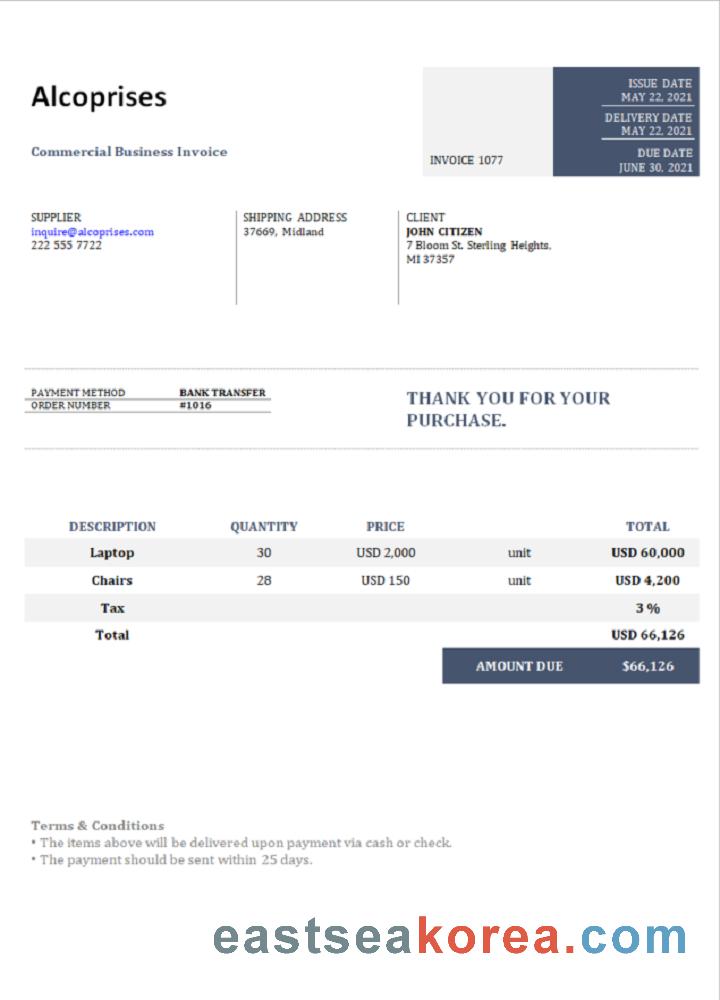 Alcoprises
Commercial Business Invoice
INVOICE 1077
ISSUE DATE
MAY 22, 2021
DELIVERY DATE
MAY 22, 2021
DUE DATE
JUNE 30, 2021
SUPPLIER
inquire@alcoprises.com
222 555 7722
SHIPPING ADDRESS
37669, Midland
CLIENT
JOHN CITIZEN
7 Bloom St. Sterling Heights,
MI 37357
PAYMENT METHOD BANK TRANSFER
ORDER NUMBER #1016
THANK YOU FOR YOUR
PURCHASE.
DESCRIPTION QUANTITY PRICE TOTAL
Laptop 30 USD 2,000 unit USD 60,000
Chairs 28 USD 150 unit USD 4,200
Tax 3 %
Total USD 66,126
AMOUNT DUE $66,126
Terms & Conditions
• The items above will be delivered upon payment via cash or check.
• The payment should be sent within 25 days.
eastseakorea.com